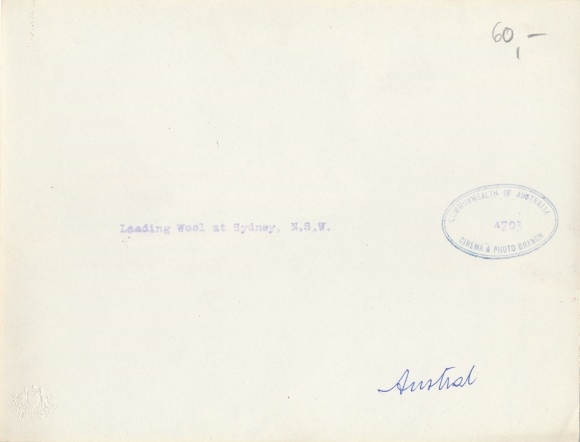 60,-
Loading Wool at Sydney, N.S.W.
COMMONWEALTH OF AUSTRALIA
4703
CINEMA & PHOTO BRANCH
Austral